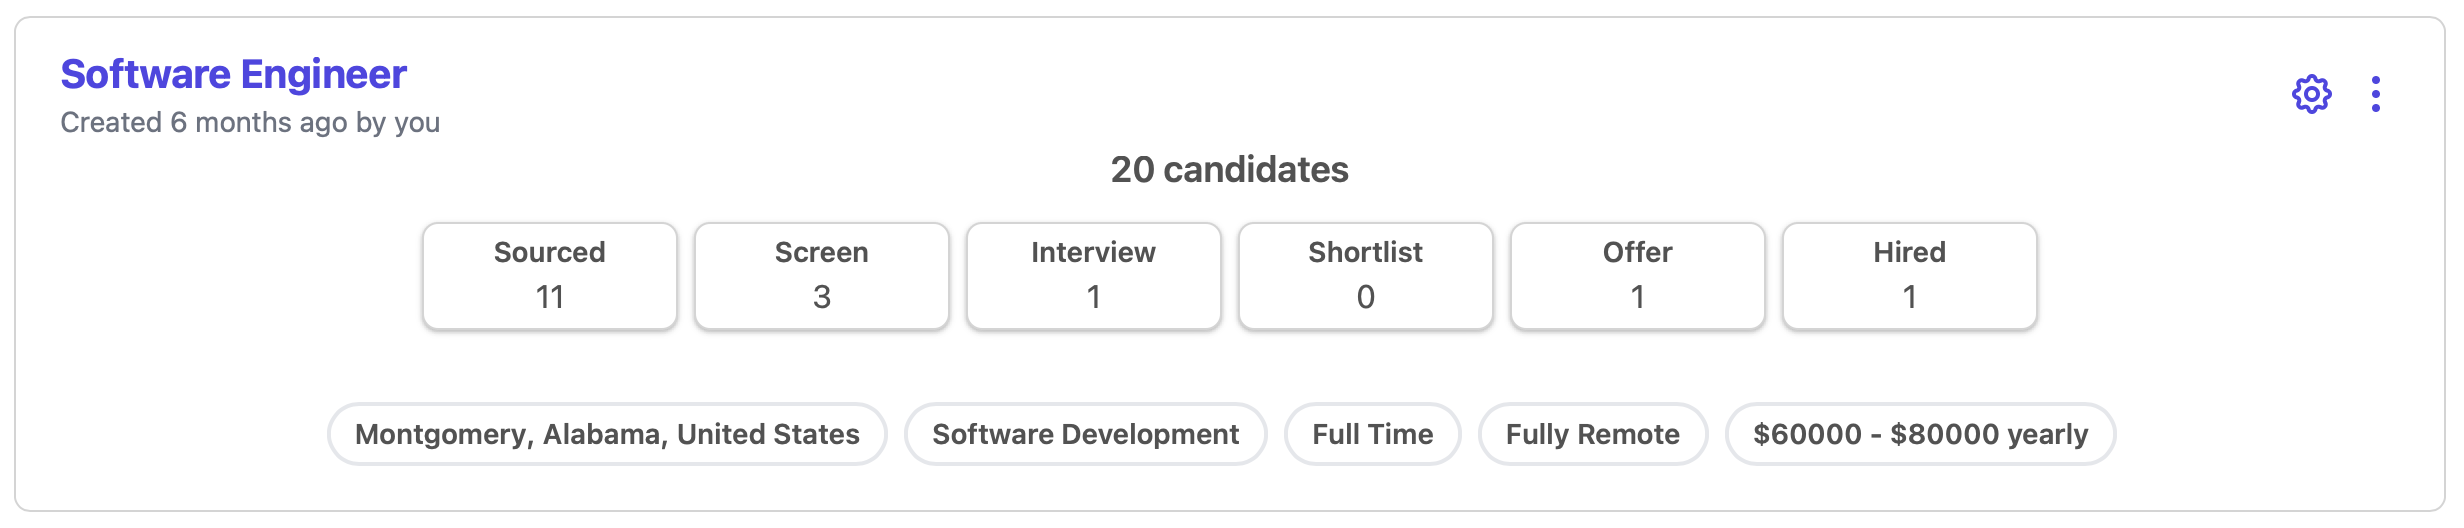 Software Engineer
Created 6 months ago by you
20 candidates
Sourced
11
Screen
3
Interview
1
Shortlist
0
Offer
1
Hired
1
Montgomery, Alabama, United States
Software Development
Full Time
Fully Remote
$60000 - $80000 yearly